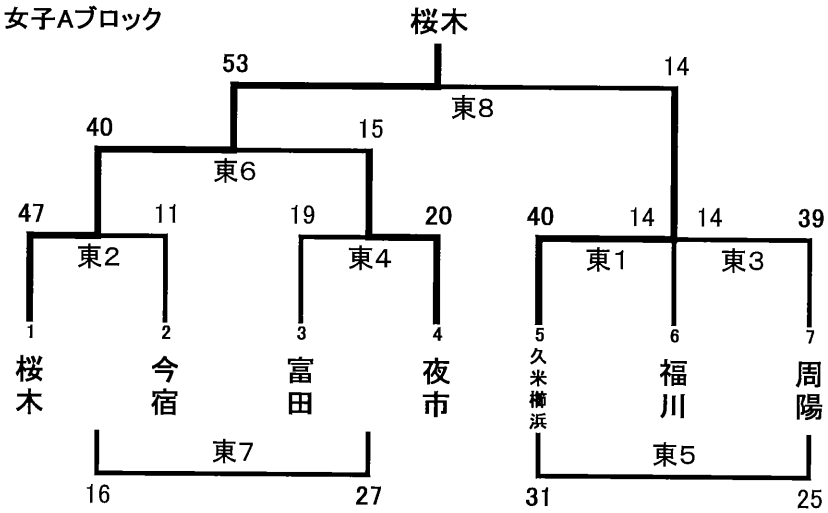 女子Aブロック
桜木
53 14
東8
40 15
東6
47 11 19 20 40 14 14 39
東2 東4 東1 東3
1 2 3 4 5 6 7
桜木 今宿 富田 夜市 久米櫛浜 福川 周陽
東7 東5
16 27 31 25